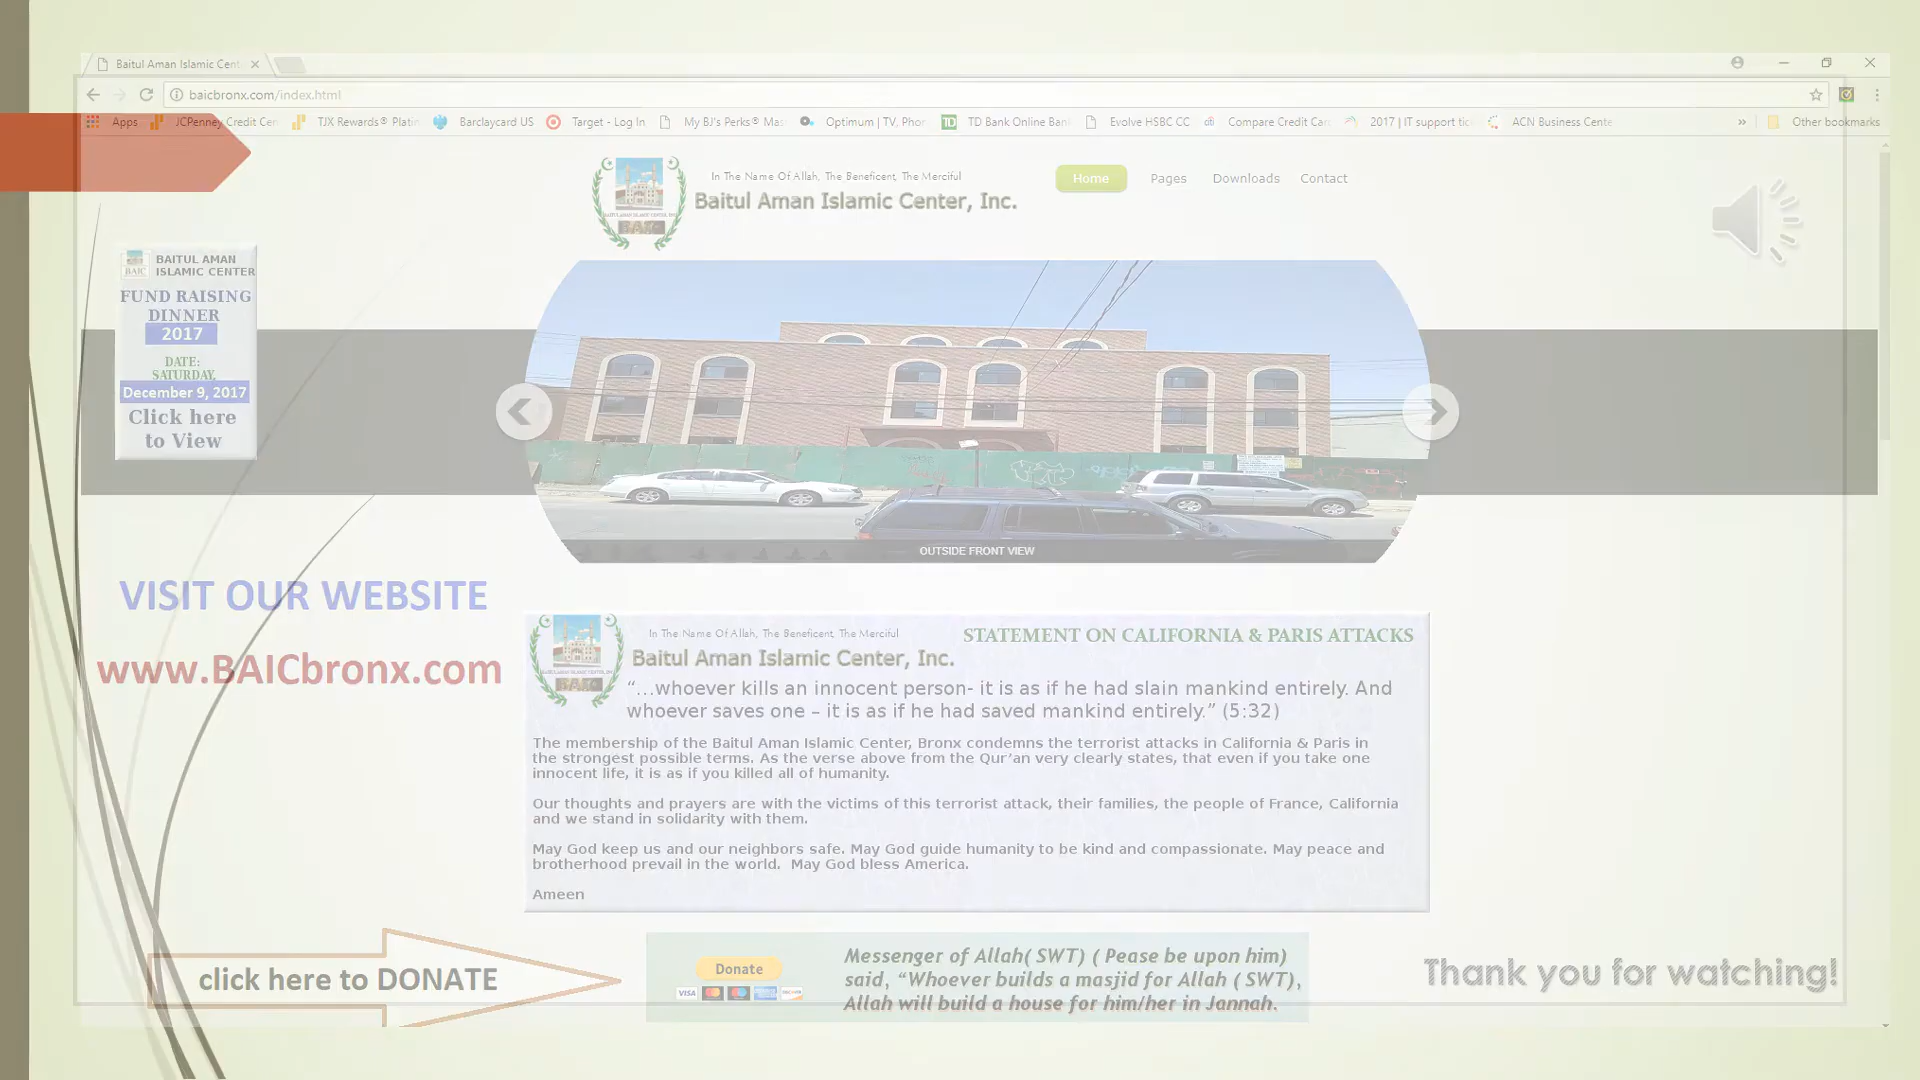 Baitul Aman Islamic Cent
baicbronx.com/index.html
Apps JCPenney Credit Cen TJX Rewards® Platin Barclaycard US Target - Log In My BJ's Perks® Mas Optimum | TV, Phon TD Bank Online Ban Evolve HSBC CC Compare Credit Car 2017 | IT support tic ACN Business Cente » Other bookmarks
In The Name Of Allah, The Beneficent, The Merciful
Baitul Aman Islamic Center, Inc.
Home Pages Downloads Contact
BAITUL AMAN
ISLAMIC CENTER
FUND RAISING
DINNER
2017
DATE:
SATURDAY,
December 9, 2017
Click here
to View
OUTSIDE FRONT VIEW
VISIT OUR WEBSITE
www.BAICbronx.com
In The Name Of Allah, The Beneficent, The Merciful
Baitul Aman Islamic Center, Inc.
STATEMENT ON CALIFORNIA & PARIS ATTACKS
“...whoever kills an innocent person- it is as if he had slain mankind entirely. And
whoever saves one – it is as if he had saved mankind entirely.” (5:32)
The membership of the Baitul Aman Islamic Center, Bronx condemns the terrorist attacks in California & Paris in
the strongest possible terms. As the verse above from the Qur’an very clearly states, that even if you take one
innocent life, it is as if you killed all of humanity.
Our thoughts and prayers are with the victims of this terrorist attack, their families, the people of France, California
and we stand in solidarity with them.
May God keep us and our neighbors safe. May God guide humanity to be kind and compassionate. May peace and
brotherhood prevail in the world. May God bless America.
Ameen
click here to DONATE
Donate
VISA
Messenger of Allah( SWT) ( Pease be upon him)
said, “Whoever builds a masjid for Allah ( SWT),
Allah will build a house for him/her in Jannah.
Thank you for watching!